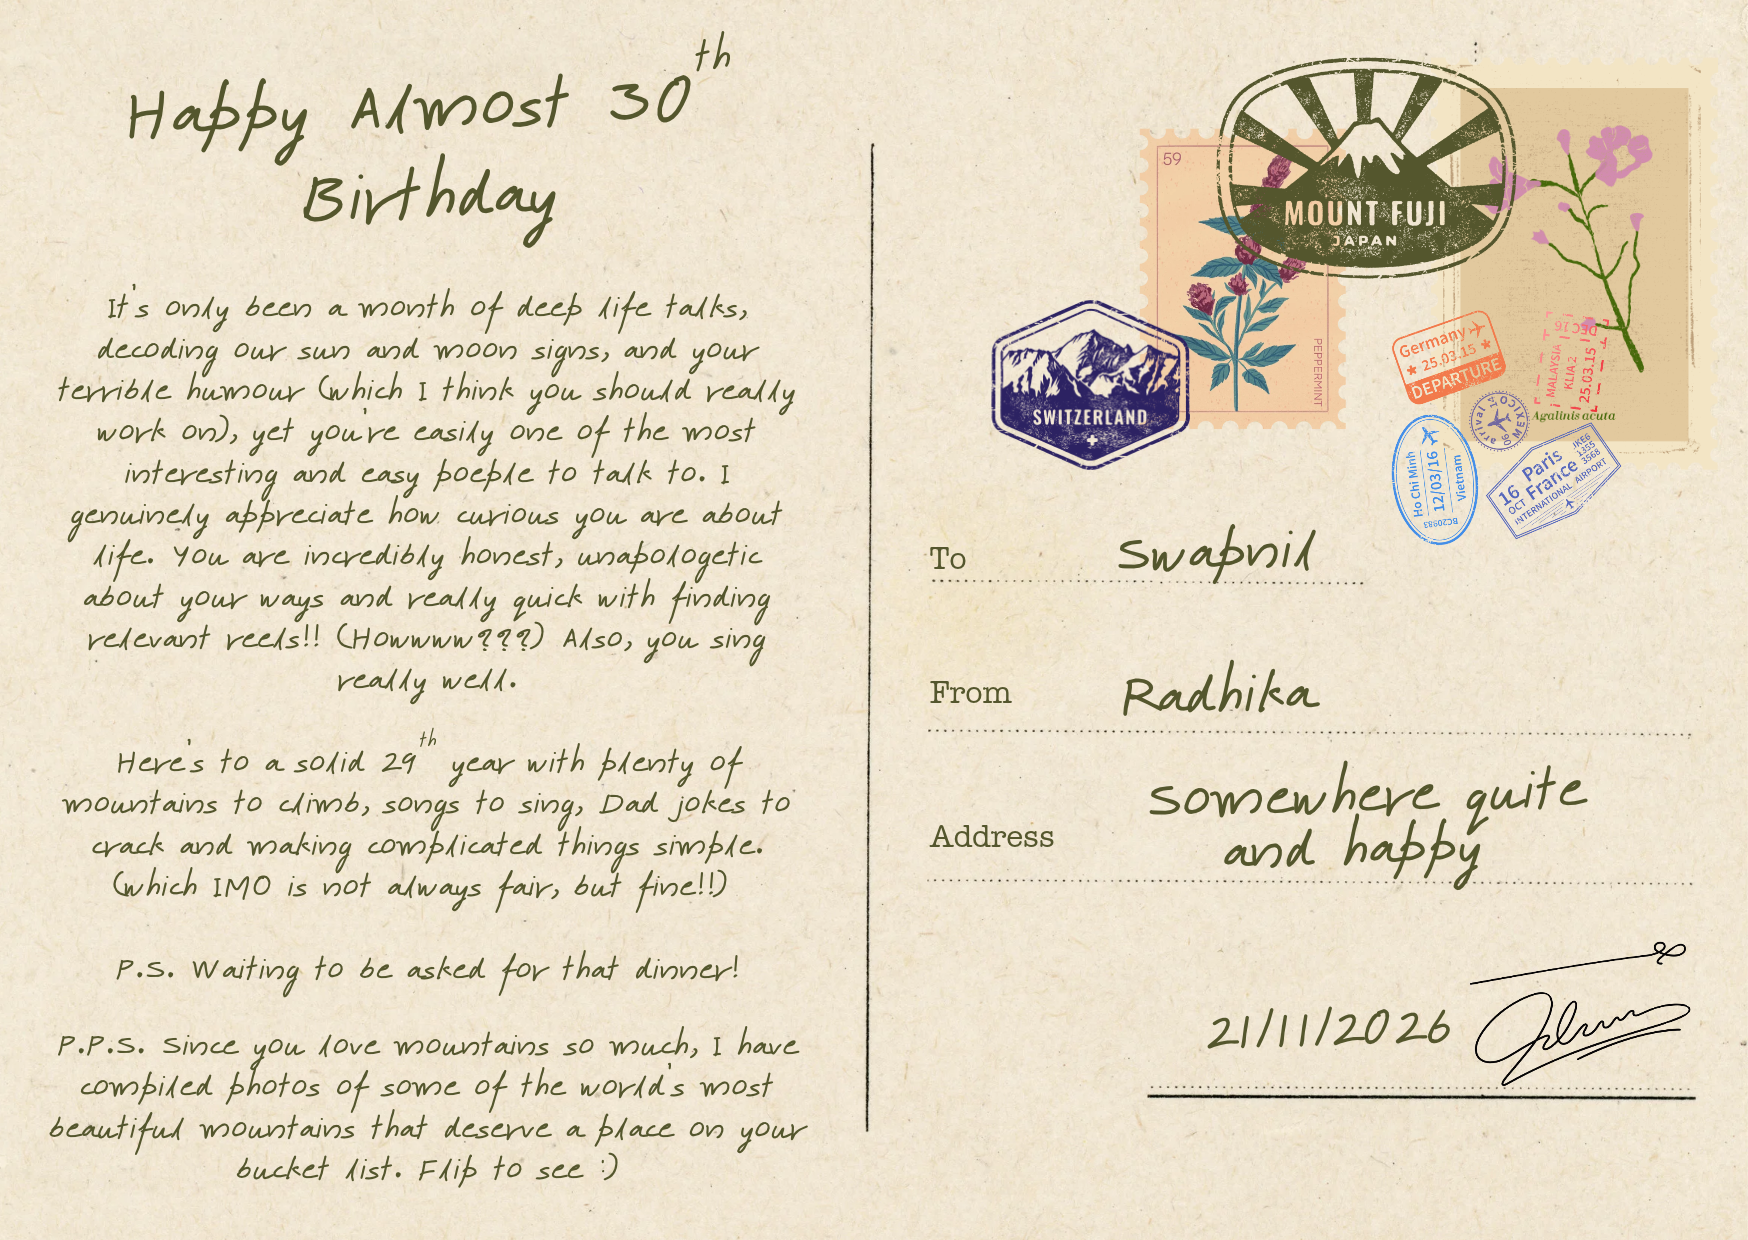 Happy Almost 30th
Birthday
It's only been a month of deep life talks,
decoding our sun and moon signs, and your
terrible humour (which I think you should really
work on), yet you're easily one of the most
interesting and easy poeple to talk to. I
genuinely appreciate how curious you are about
life. You are incredibly honest, unapologetic
about your ways and really quick with finding
relevant reels!! (Howwww???) Also, you sing
really well.
Here's to a solid 29th year with plenty of
mountains to climb, songs to sing, Dad jokes to
crack and making complicated things simple.
(which IMO is not always fair, but fine!!)
P.S. Waiting to be asked for that dinner!
P.P.S. Since you love mountains so much, I have
compiled photos of some of the world's most
beautiful mountains that deserve a place on your
bucket list. Flip to see :)
59
PEPPERMINT
MOUNT FUJI
JAPAN
SWITZERLAND
Germany
25.03.15
DEPARTURE
DEC16
MALAYSIA
KLIA2
25.03.15
Agalinis acuta
arrival
MEXICO
Ho Chi Minh
12/03/16
Vietnam
BC20983
16 Paris
OCT France
JKE6
1355
3568
INTERNATIONAL AIRPORT
To Swapnil
From Radhika
Address somewhere quite
and happy
21/11/2026